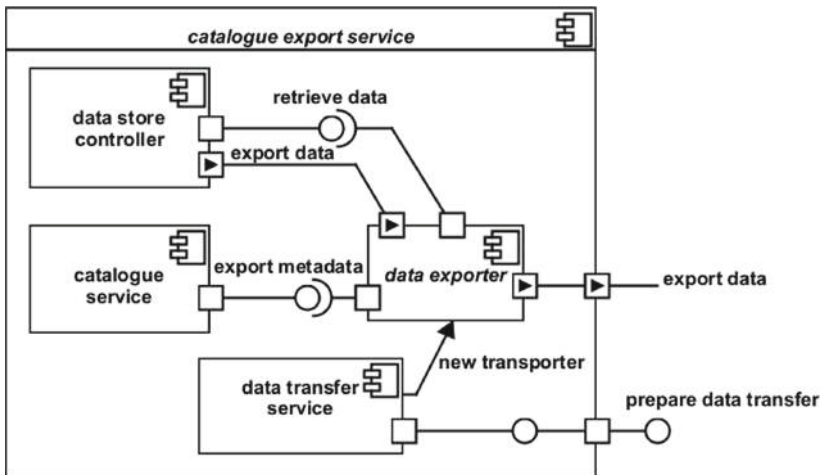 catalogue export service
data store
controller
retrieve data
export data
catalogue
service
export metadata
data exporter
export data
new transporter
data transfer
service
prepare data transfer